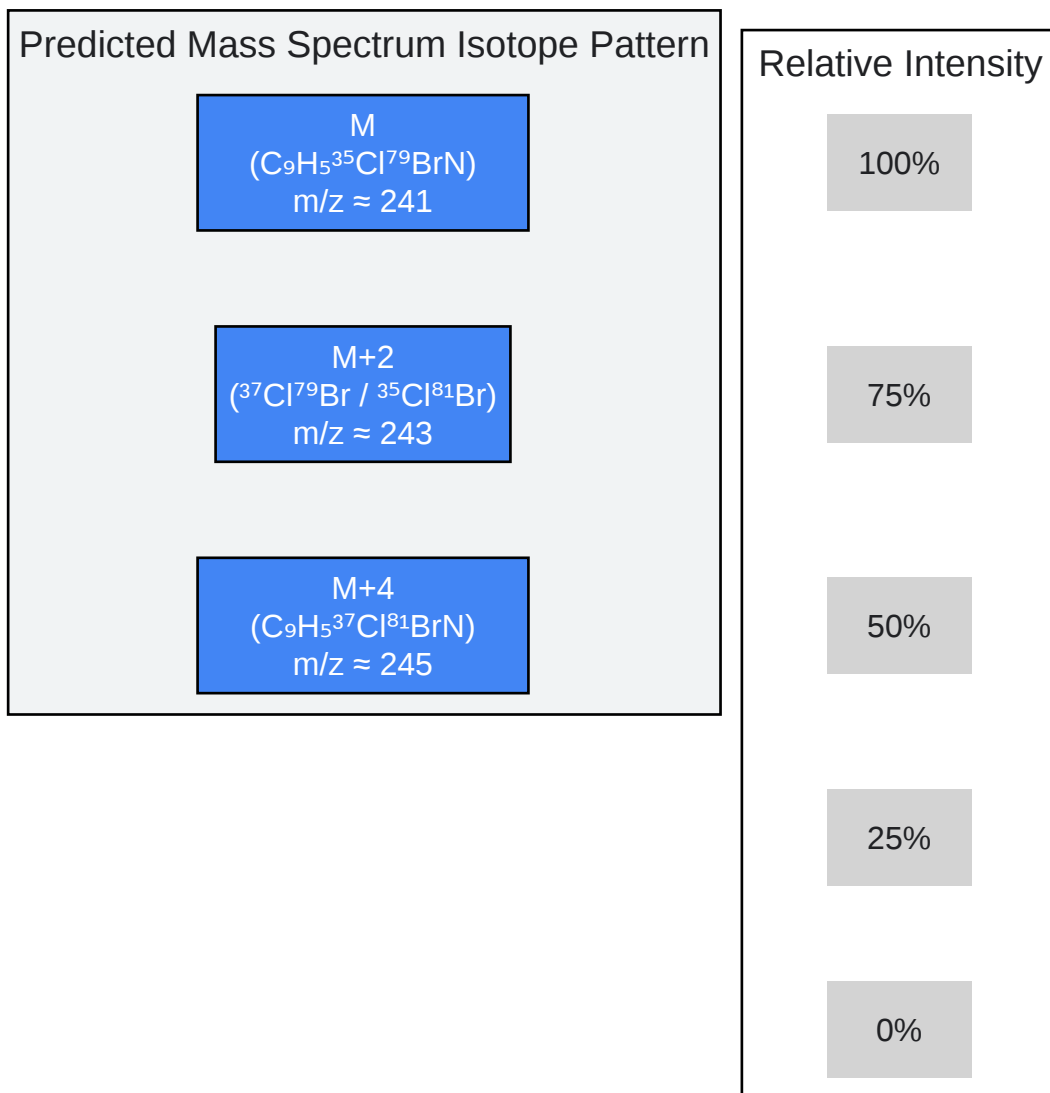 Predicted Mass Spectrum Isotope Pattern
M
(C₉H₅³⁵Cl⁷⁹BrN)
m/z ≈ 241
M+2
(³⁷Cl⁷⁹Br / ³⁵Cl⁸¹Br)
m/z ≈ 243
M+4
(C₉H₅³⁷Cl⁸¹BrN)
m/z ≈ 245
Relative Intensity
100%
75%
50%
25%
0%